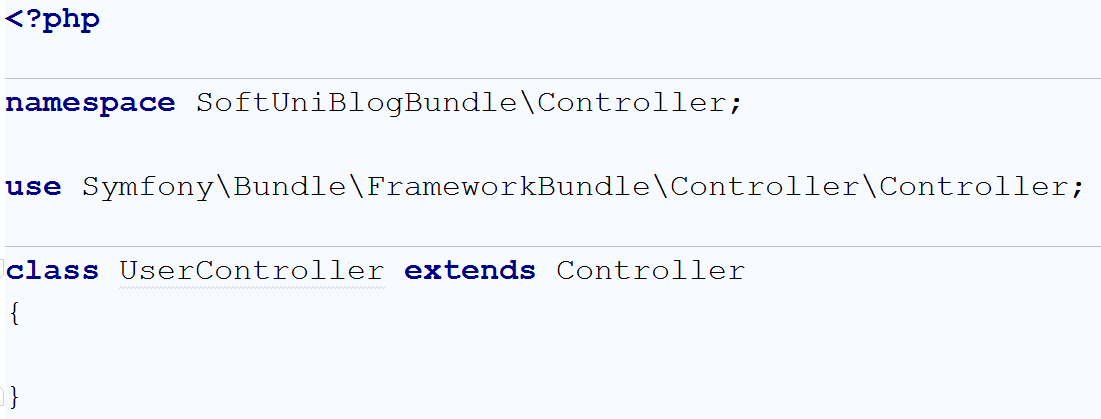 <?php
namespace SoftUniBlogBundle\Controller;
use Symfony\Bundle\FrameworkBundle\Controller\Controller;
class UserController extends Controller
{
}